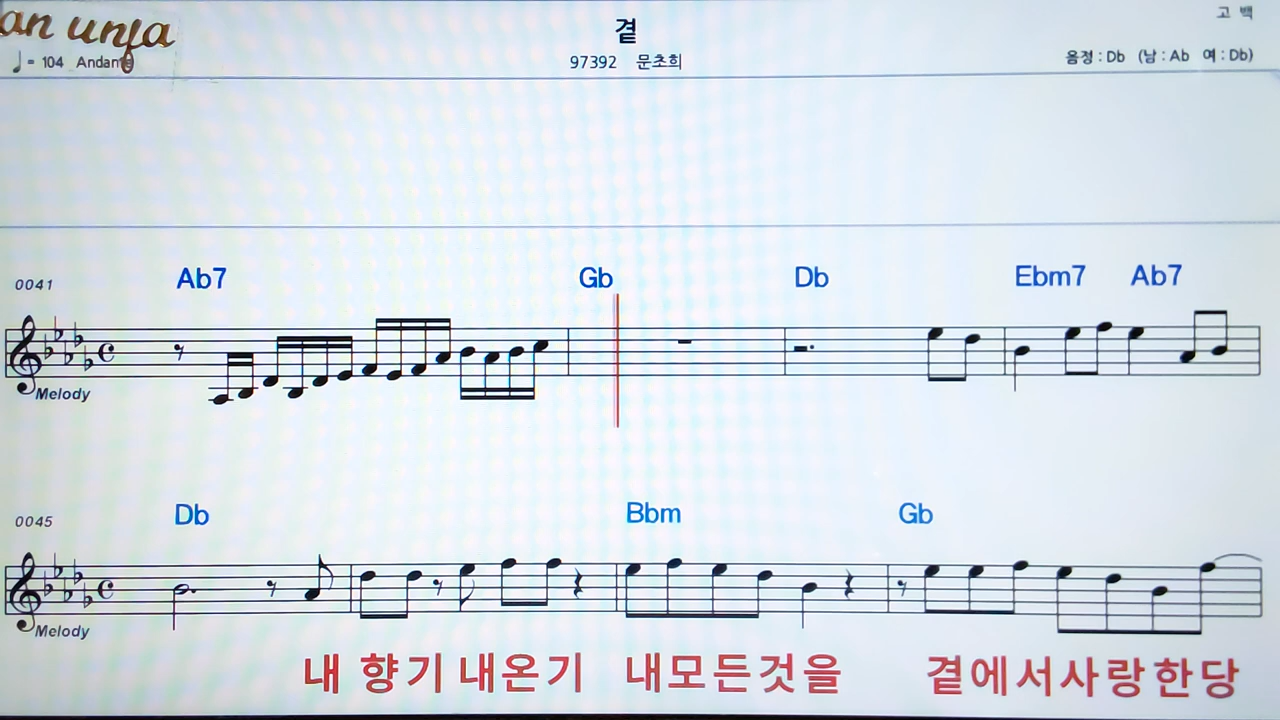 an unja
곁
고 백
♩= 104 Andante
97392 문초희
음정 : Db (남 : Ab 여 : Db)
0041 Ab7 Gb Db Ebm7 Ab7
Melody
0045 Db Bbm Gb
Melody
내 향기 내온기 내모든것을 곁에서사랑한당